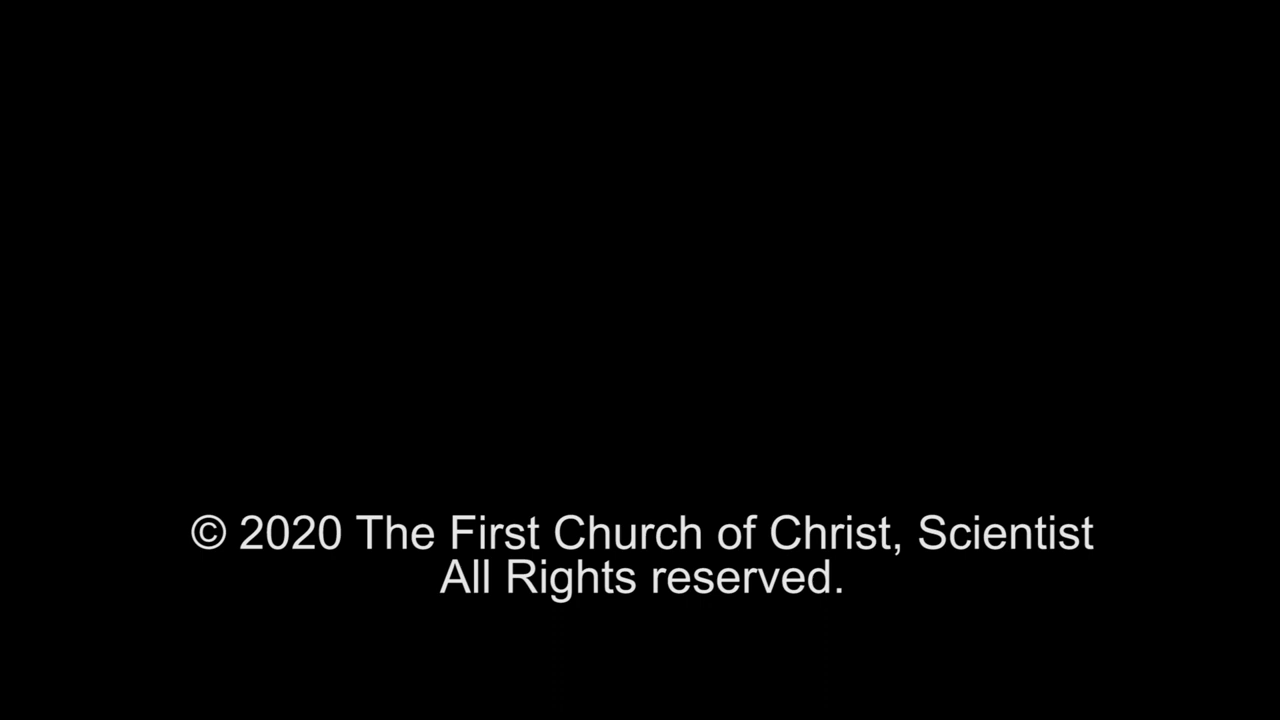 © 2020 The First Church of Christ, Scientist
All Rights reserved.